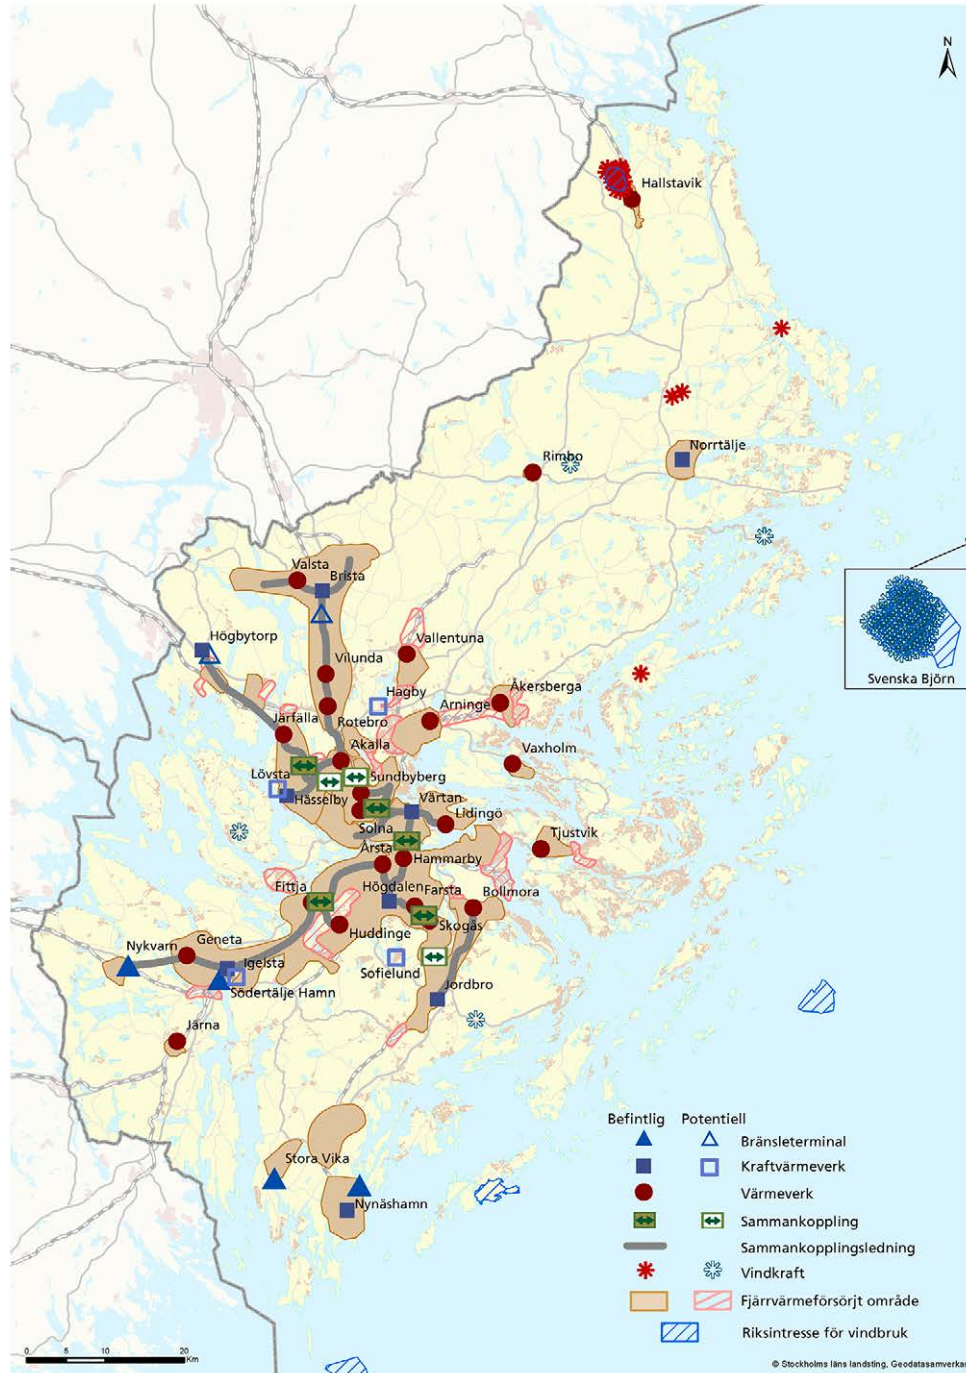 N
Hallstavik
Norrtälje
Rimbo
Valsta
Brista
Högbytorp
Vallentuna
Vilunda
Svenska Björn
Hagby
Åkersberga
Arninge
Järfälla
Rotebro
Akalla
Vaxholm
Lövsta
Sundbyberg
Hässelby
Värtan
Lidingö
Solna
Tjustvik
Årsta
Hammarby
Fittja
Högdalen
Farsta
Bollmora
Skogås
Huddinge
Geneta
Nykvarn
Igelsta
Sofielund
Södertälje Hamn
Jordbro
Järna
Stora Vika
Nynäshamn
Befintlig Potentiell
Bränsleterminal
Kraftvärmeverk
Värmeverk
Sammankoppling
Sammankopplingsledning
Vindkraft
Fjärrvärmeförsörjt område
Riksintresse för vindbruk
0 5 10 20
Km
© Stockholms läns landsting, Geodatasamverkan